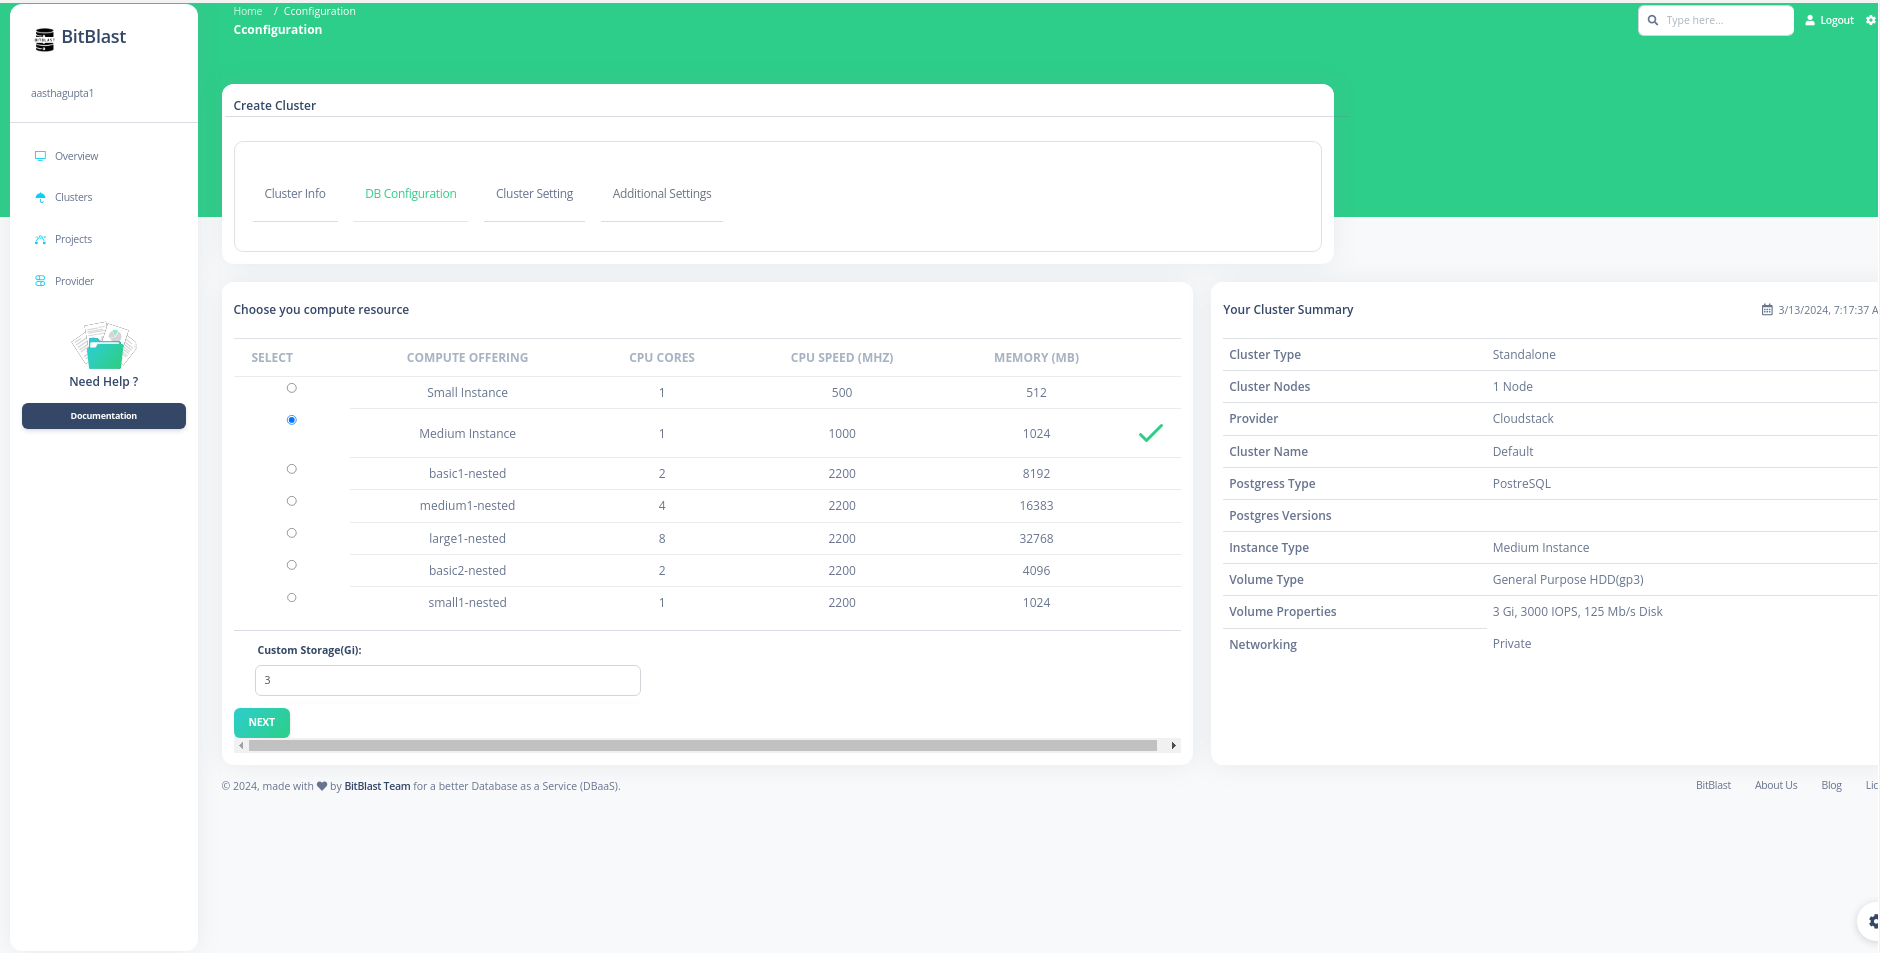 BitBlast
aasthagupta1
Overview
Clusters
Projects
Provider
Need Help ?
Documentation
Home / Cconfiguration
Cconfiguration
Type here...
Logout
Create Cluster
Cluster Info DB Configuration Cluster Setting Additional Settings
Choose you compute resource
SELECT COMPUTE OFFERING CPU CORES CPU SPEED (MHZ) MEMORY (MB)
Small Instance 1 500 512
Medium Instance 1 1000 1024
basic1-nested 2 2200 8192
medium1-nested 4 2200 16383
large1-nested 8 2200 32768
basic2-nested 2 2200 4096
small1-nested 1 2200 1024
Custom Storage(Gi):
3
NEXT
Your Cluster Summary 3/13/2024, 7:17:37 A
Cluster Type Standalone
Cluster Nodes 1 Node
Provider Cloudstack
Cluster Name Default
Postgress Type PostreSQL
Postgres Versions
Instance Type Medium Instance
Volume Type General Purpose HDD(gp3)
Volume Properties 3 Gi, 3000 IOPS, 125 Mb/s Disk
Networking Private
© 2024, made with ♥ by BitBlast Team for a better Database as a Service (DBaaS).
BitBlast About Us Blog Lic